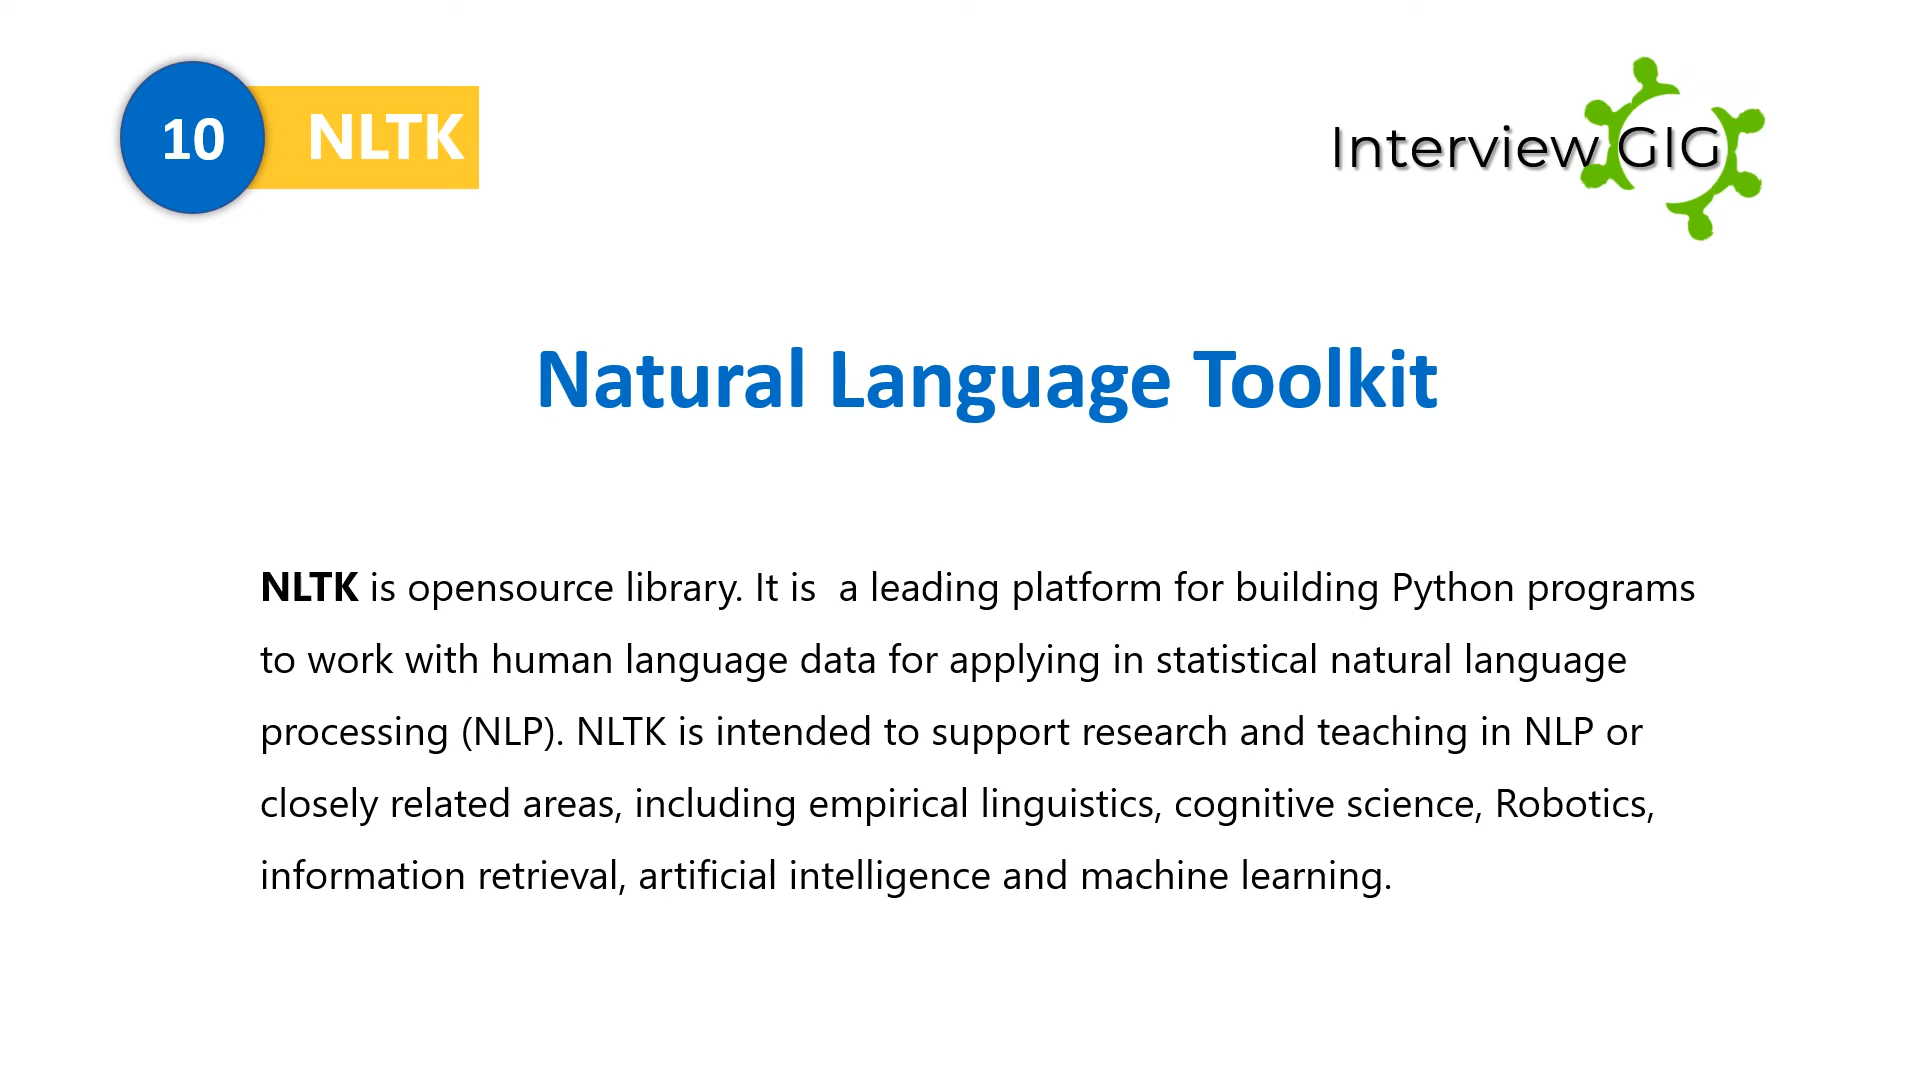 10 NLTK
Interview GIG
Natural Language Toolkit
NLTK is opensource library. It is  a leading platform for building Python programs
to work with human language data for applying in statistical natural language
processing (NLP). NLTK is intended to support research and teaching in NLP or
closely related areas, including empirical linguistics, cognitive science, Robotics,
information retrieval, artificial intelligence and machine learning.